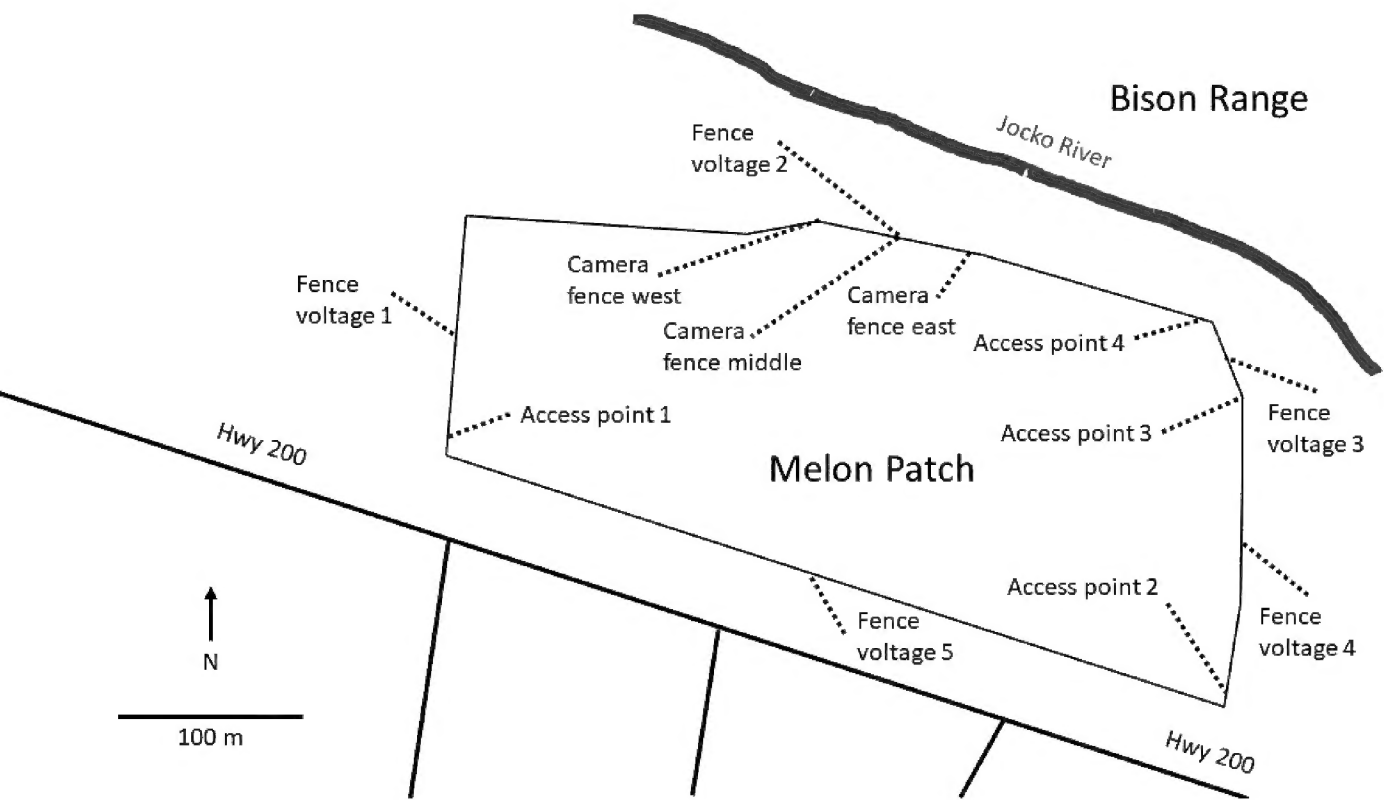 Bison Range
Jocko River
Fence
voltage 2
Camera
fence west
Fence
voltage 1
Camera
fence east
Camera
fence middle
Access point 4
Access point 1
Fence
voltage 3
Access point 3
Hwy 200
Melon Patch
Access point 2
Fence
voltage 5
Fence
voltage 4
N
100 m
Hwy 200